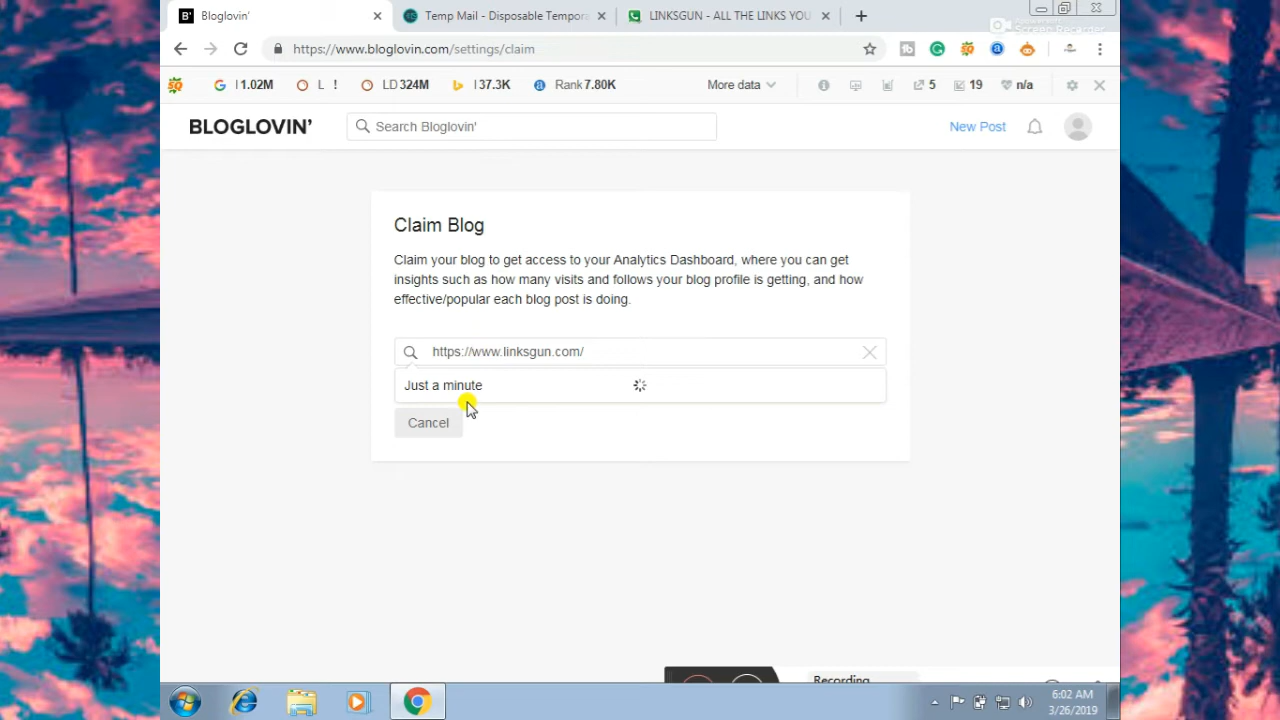 B' Bloglovin'
Temp Mail - Disposable Tempora
LINKSGUN - ALL THE LINKS YOU
Screen Recorder
https://www.bloglovin.com/settings/claim
I 1.02M L ! LD 324M I 37.3K Rank 7.80K More data 5 19 n/a
BLOGLOVIN'
Search Bloglovin'
New Post
Claim Blog
Claim your blog to get access to your Analytics Dashboard, where you can get
insights such as how many visits and follows your blog profile is getting, and how
effective/popular each blog post is doing.
https://www.linksgun.com/
Just a minute
Cancel
Recording
6:02 AM
3/26/2019